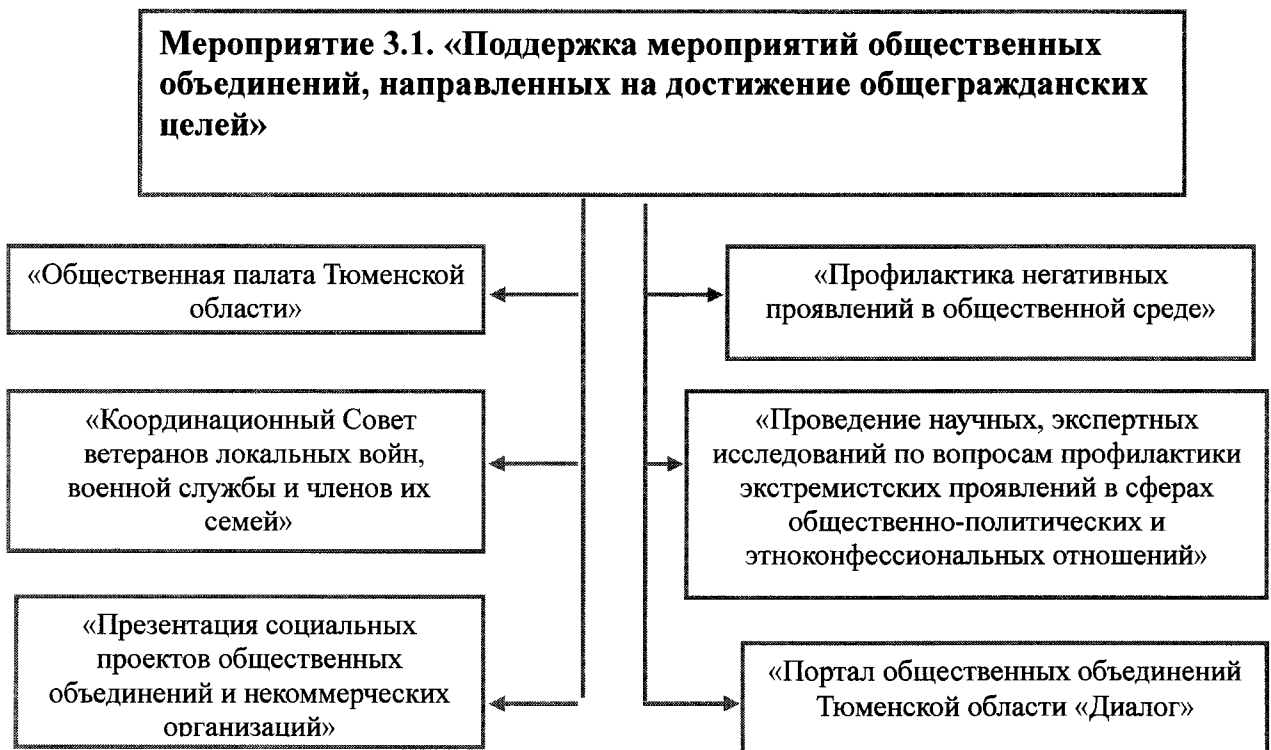 Мероприятие 3.1. «Поддержка мероприятий общественных
объединений, направленных на достижение общегражданских
целей»
«Общественная палата Тюменской
области»
«Координационный Совет
ветеранов локальных войн,
военной службы и членов их
семей»
«Презентация социальных
проектов общественных
объединений и некоммерческих
организаций»
«Профилактика негативных
проявлений в общественной среде»
«Проведение научных, экспертных
исследований по вопросам профилактики
экстремистских проявлений в сферах
общественно-политических и
этноконфессиональных отношений»
«Портал общественных объединений
Тюменской области «Диалог»